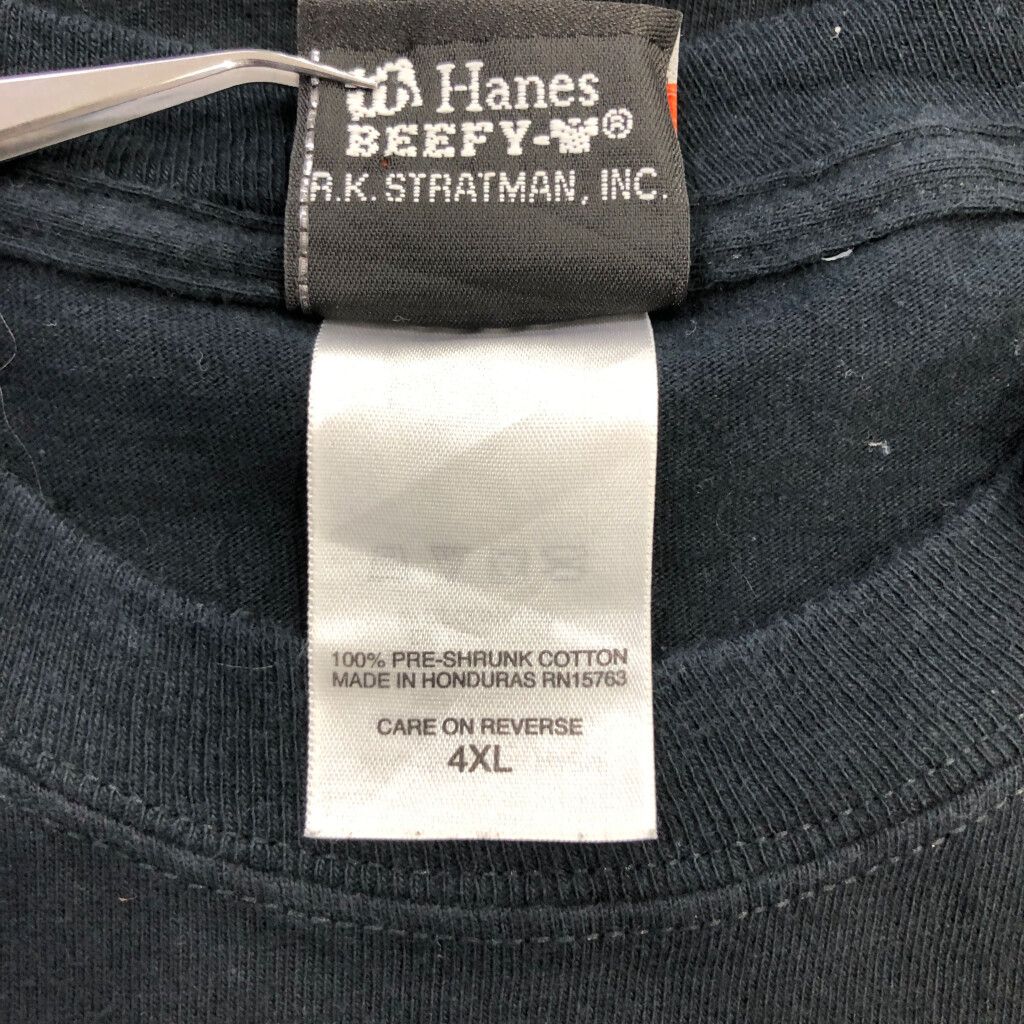 Hanes
BEEFY-T®
R.K. STRATMAN, INC.
100% PRE-SHRUNK COTTON
MADE IN HONDURAS RN15763
CARE ON REVERSE
4XL